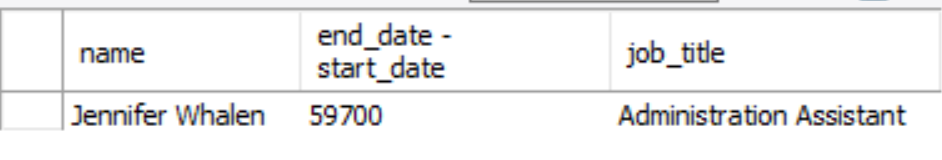 name end_date - start_date job_title
Jennifer Whalen 59700 Administration Assistant